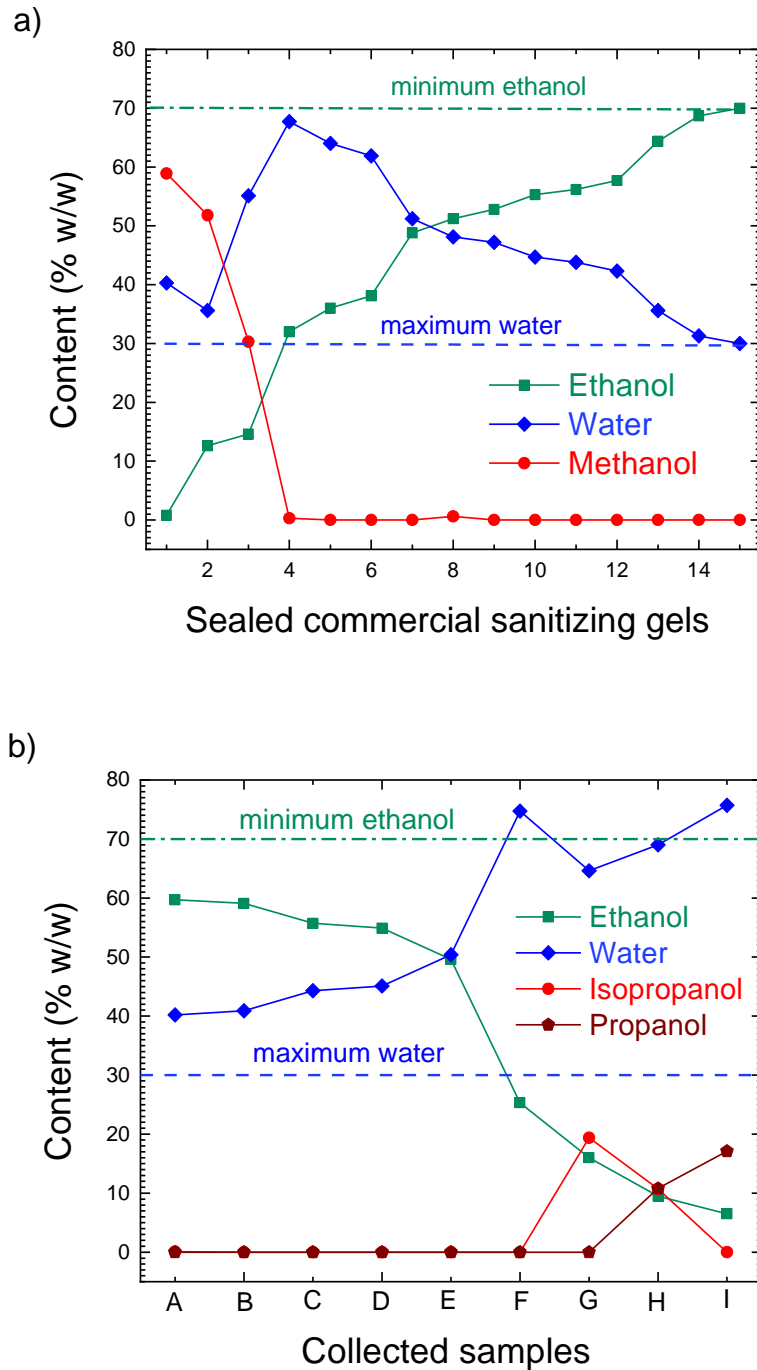 a)
80
70
60
50
40
30
20
10
0
Content (% w/w)
minimum ethanol
maximum water
Ethanol
Water
Methanol
2 4 6 8 10 12 14
Sealed commercial sanitizing gels
b)
80
70
60
50
40
30
20
10
0
Content (% w/w)
minimum ethanol
Ethanol
Water
Isopropanol
Propanol
maximum water
A B C D E F G H I
Collected samples